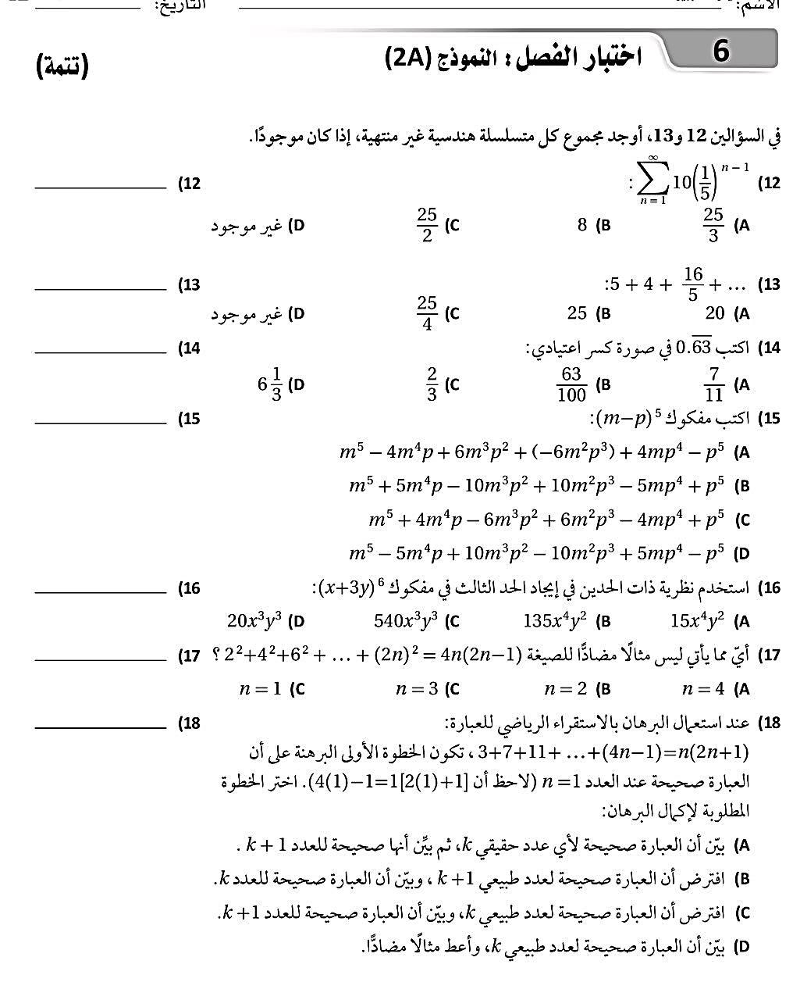 الاسم: التاريخ:
6 اختبار الفصل : النموذج (2A) (تتمة)
في السؤالين 12 و13، أوجد مجموع كل متسلسلة هندسية غير منتهية، إذا كان موجودًا.
12) $\sum_{n=1}^{\infty} 10\left(\frac{1}{5}\right)^{n-1}$ : 12)
A) $\frac{25}{3}$ B) 8 C) $\frac{25}{2}$ D) غير موجود
13) 5 + 4 + $\frac{16}{5}$ + …: 13)
A) 20 B) 25 C) $\frac{25}{4}$ D) غير موجود
14) اكتب $0.\overline{63}$ في صورة كسر اعتيادي: 14)
A) $\frac{7}{11}$ B) $\frac{63}{100}$ C) $\frac{2}{3}$ D) $6\frac{1}{3}$
15) اكتب مفكوك $(m-p)^5$: 15)
A) $m^5 - 4m^4p + 6m^3p^2 + (-6m^2p^3) + 4mp^4 - p^5$
B) $m^5 + 5m^4p - 10m^3p^2 + 10m^2p^3 - 5mp^4 + p^5$
C) $m^5 + 4m^4p - 6m^3p^2 + 6m^2p^3 - 4mp^4 + p^5$
D) $m^5 - 5m^4p + 10m^3p^2 - 10m^2p^3 + 5mp^4 - p^5$
16) استخدم نظرية ذات الحدين في إيجاد الحد الثالث في مفكوك $(x+3y)^6$: 16)
A) $15x^4y^2$ B) $135x^4y^2$ C) $540x^3y^3$ D) $20x^3y^3$
17) أيّ مما يأتي ليس مثالًا مضادًّا للصيغة $2^2+4^2+6^2 + … + (2n)^2 = 4n(2n-1)$ ؟ 17)
A) n = 4 B) n = 2 C) n = 3 C) n = 1
18) عند استعمال البرهان بالاستقراء الرياضي للعبارة: 18)
3+7+11+ …+(4n−1)=n(2n+1) ، تكون الخطوة الأولى البرهنة على أن
العبارة صحيحة عند العدد n =1 (لاحظ أن 4(1)−1=1[2(1)+1]). اختر الخطوة
المطلوبة لإكمال البرهان:
A) بيّن أن العبارة صحيحة لأي عدد حقيقي k، ثم بيِّن أنها صحيحة للعدد k + 1 .
B) افترض أن العبارة صحيحة لعدد طبيعي k +1 ، وبيّن أن العبارة صحيحة للعدد k.
C) افترض أن العبارة صحيحة لعدد طبيعي k، وبيّن أن العبارة صحيحة للعدد k +1.
D) بيّن أن العبارة صحيحة لعدد طبيعي k، وأعط مثالًا مضادًّا.